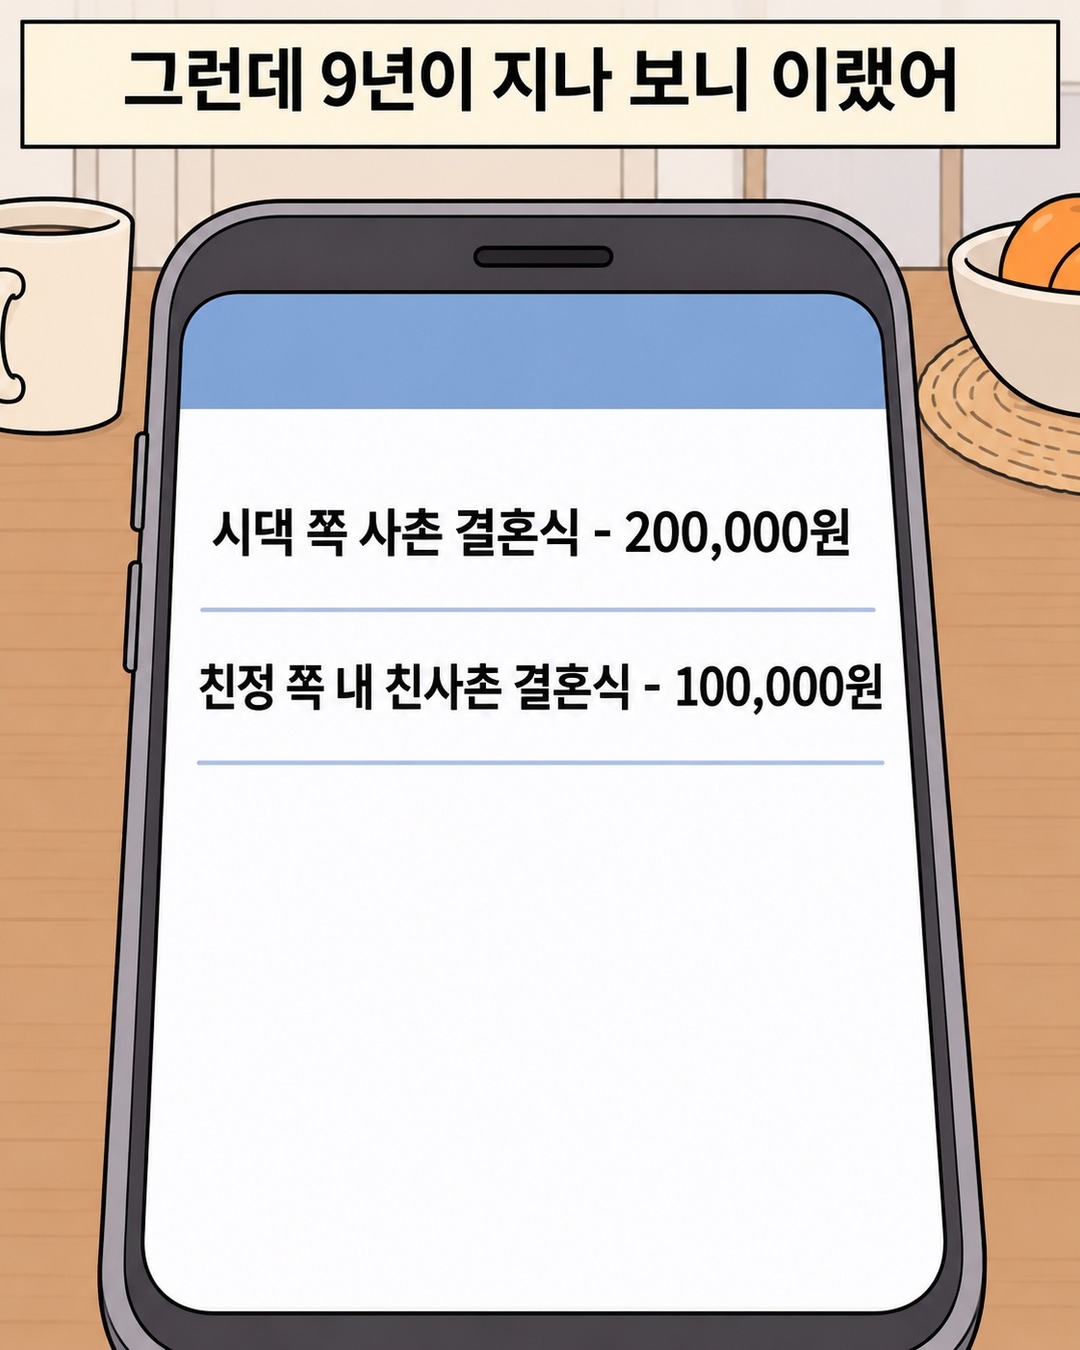 그런데 9년이 지나 보니 이랬어
시댁 쪽 사촌 결혼식 - 200,000원
친정 쪽 내 친사촌 결혼식 - 100,000원